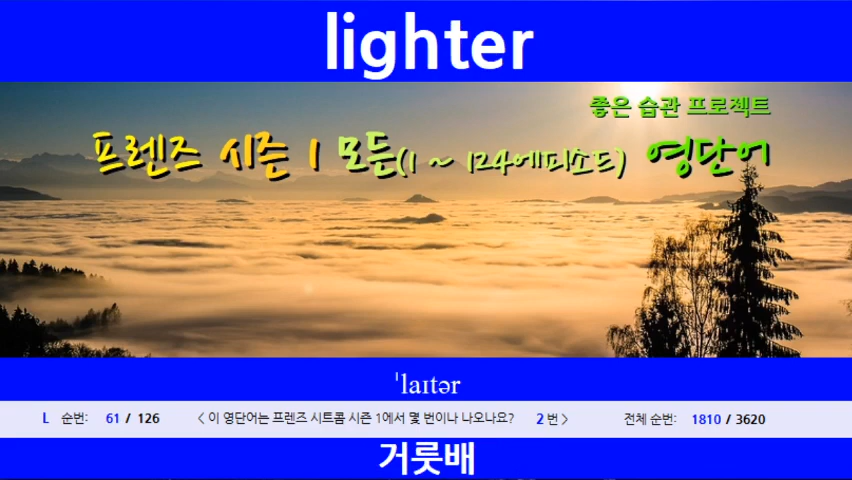 lighter
좋은 습관 프로젝트
프렌즈 시즌 1 모든(1 ~ 124에피소드) 영단어
ˈlaɪtər
L 순번: 61 / 126 < 이 영단어는 프렌즈 시트콤 시즌 1에서 몇 번이나 나오나요? 2 번 > 전체 순번: 1810 / 3620
거룻배